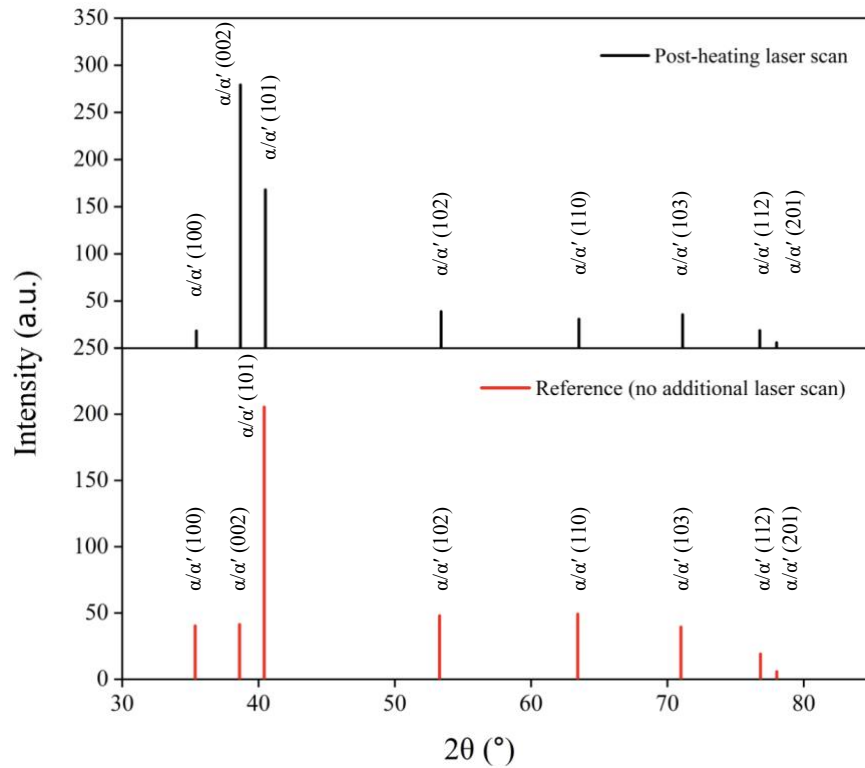 350
300
250
200
150
100
50
250
200
150
100
50
0
30
40
50
60
70
80
Intensity (a.u.)
2θ (°)
Post-heating laser scan
α/α′ (100)
α/α′ (002)
α/α′ (101)
α/α′ (102)
α/α′ (110)
α/α′ (103)
α/α′ (112)
α/α′ (201)
Reference (no additional laser scan)
α/α′ (100)
α/α′ (002)
α/α′ (101)
α/α′ (102)
α/α′ (110)
α/α′ (103)
α/α′ (112)
α/α′ (201)